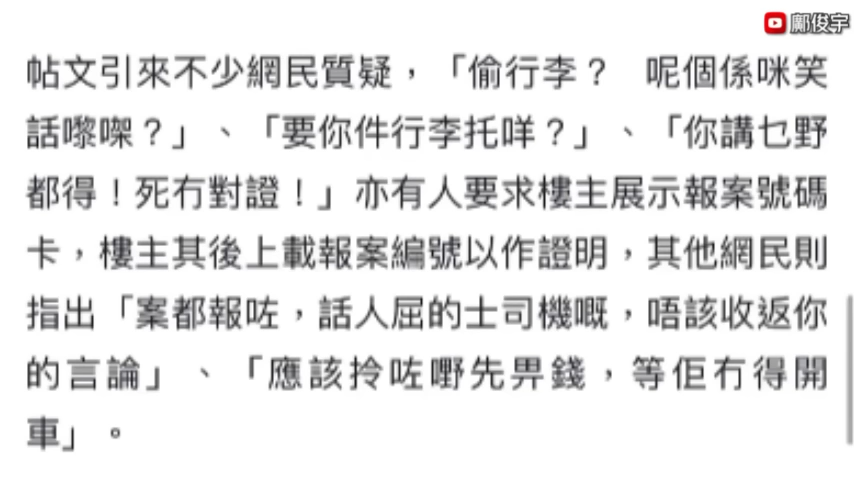 鄺俊宇
帖文引來不少網民質疑，「偷行李？ 呢個係咪笑
話嚟㗎？」、「要你件行李托咩？」、「你講乜野
都得！死冇對證！」亦有人要求樓主展示報案號碼
卡，樓主其後上載報案編號以作證明，其他網民則
指出「案都報咗，話人屈的士司機嘅，唔該收返你
的言論」、「應該拎咗嘢先畀錢，等佢冇得開
車」。